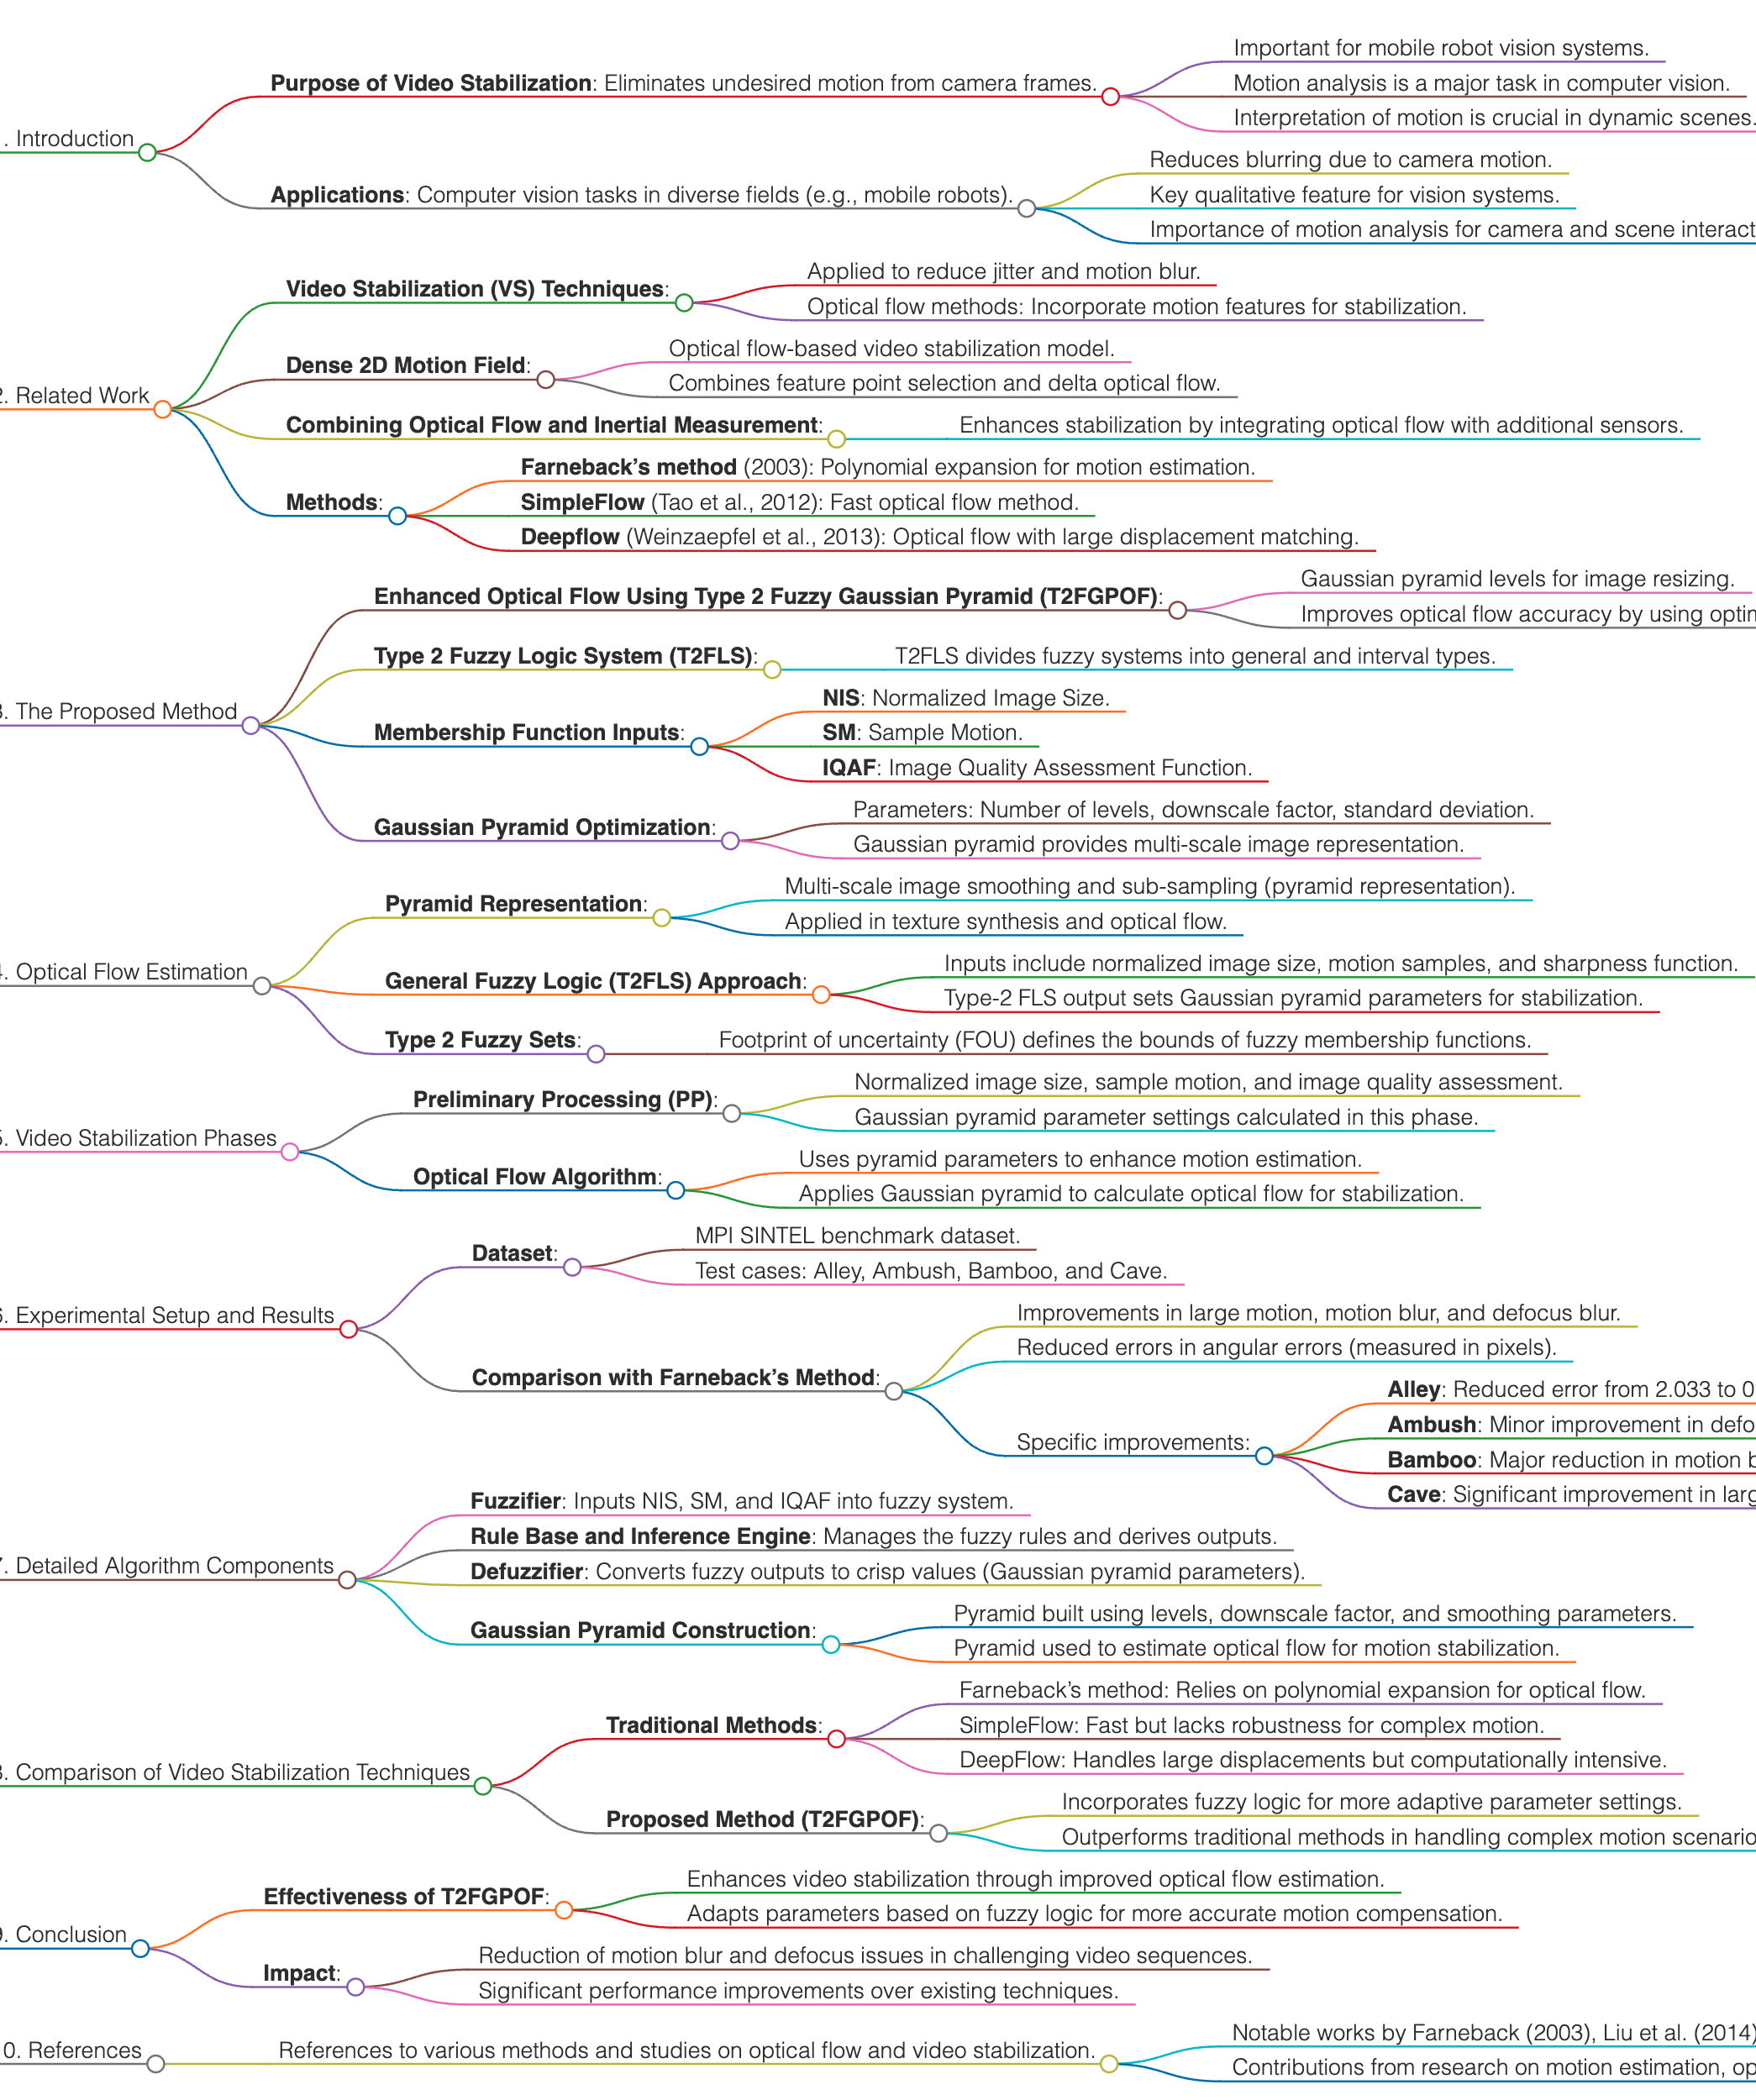 . Introduction
Purpose of Video Stabilization: Eliminates undesired motion from camera frames.
Important for mobile robot vision systems.
Motion analysis is a major task in computer vision.
Interpretation of motion is crucial in dynamic scenes.
Applications: Computer vision tasks in diverse fields (e.g., mobile robots).
Reduces blurring due to camera motion.
Key qualitative feature for vision systems.
Importance of motion analysis for camera and scene
2. Related Work
Video Stabilization (VS) Techniques:
Applied to reduce jitter and motion blur.
Optical flow methods: Incorporate motion features for stabilization.
Dense 2D Motion Field:
Optical flow-based video stabilization model.
Combines feature point selection and delta optical flow.
Combining Optical Flow and Inertial Measurement:
Enhances stabilization by integrating optical flow with additional sensors.
Methods:
Farneback’s method (2003): Polynomial expansion for motion estimation.
SimpleFlow (Tao et al., 2012): Fast optical flow method.
Deepflow (Weinzaepfel et al., 2013): Optical flow with large displacement matching.
3. The Proposed Method
Enhanced Optical Flow Using Type 2 Fuzzy Gaussian Pyramid (T2FGPOF):
Gaussian pyramid levels for image resizing.
Improves optical flow accuracy by using
Type 2 Fuzzy Logic System (T2FLS):
T2FLS divides fuzzy systems into general and interval types.
Membership Function Inputs:
NIS: Normalized Image Size.
SM: Sample Motion.
IQAF: Image Quality Assessment Function.
Gaussian Pyramid Optimization:
Parameters: Number of levels, downscale factor, standard deviation.
Gaussian pyramid provides multi-scale image representation.
4. Optical Flow Estimation
Pyramid Representation:
Multi-scale image smoothing and sub-sampling (pyramid representation).
Applied in texture synthesis and optical flow.
General Fuzzy Logic (T2FLS) Approach:
Inputs include normalized image size, motion samples, and sharpness function.
Type-2 FLS output sets Gaussian pyramid parameters for stabilization.
Type 2 Fuzzy Sets:
Footprint of uncertainty (FOU) defines the bounds of fuzzy membership functions.
5. Video Stabilization Phases
Preliminary Processing (PP):
Normalized image size, sample motion, and image quality assessment.
Gaussian pyramid parameter settings calculated in this phase.
Optical Flow Algorithm:
Uses pyramid parameters to enhance motion estimation.
Applies Gaussian pyramid to calculate optical flow for stabilization.
6. Experimental Setup and Results
Dataset:
MPI SINTEL benchmark dataset.
Test cases: Alley, Ambush, Bamboo, and Cave.
Comparison with Farneback’s Method:
Improvements in large motion, motion blur, and defocus blur.
Reduced errors in angular errors (measured in pixels).
Specific improvements:
Alley: Reduced error from 2.033 to 0
Ambush: Minor improvement in
Bamboo: Major reduction in motion
Cave: Significant improvement in
7. Detailed Algorithm Components
Fuzzifier: Inputs NIS, SM, and IQAF into fuzzy system.
Rule Base and Inference Engine: Manages the fuzzy rules and derives outputs.
Defuzzifier: Converts fuzzy outputs to crisp values (Gaussian pyramid parameters).
Gaussian Pyramid Construction:
Pyramid built using levels, downscale factor, and smoothing parameters.
Pyramid used to estimate optical flow for motion stabilization.
8. Comparison of Video Stabilization Techniques
Traditional Methods:
Farneback’s method: Relies on polynomial expansion for optical flow.
SimpleFlow: Fast but lacks robustness for complex motion.
DeepFlow: Handles large displacements but computationally intensive.
Proposed Method (T2FGPOF):
Incorporates fuzzy logic for more adaptive parameter settings.
Outperforms traditional methods in handling complex motion scenario
9. Conclusion
Effectiveness of T2FGPOF:
Enhances video stabilization through improved optical flow estimation.
Adapts parameters based on fuzzy logic for more accurate motion compensation.
Impact:
Reduction of motion blur and defocus issues in challenging video sequences.
Significant performance improvements over existing techniques.
0. References
References to various methods and studies on optical flow and video stabilization.
Notable works by Farneback (2003), Liu et al. (2014)
Contributions from research on motion estimation,